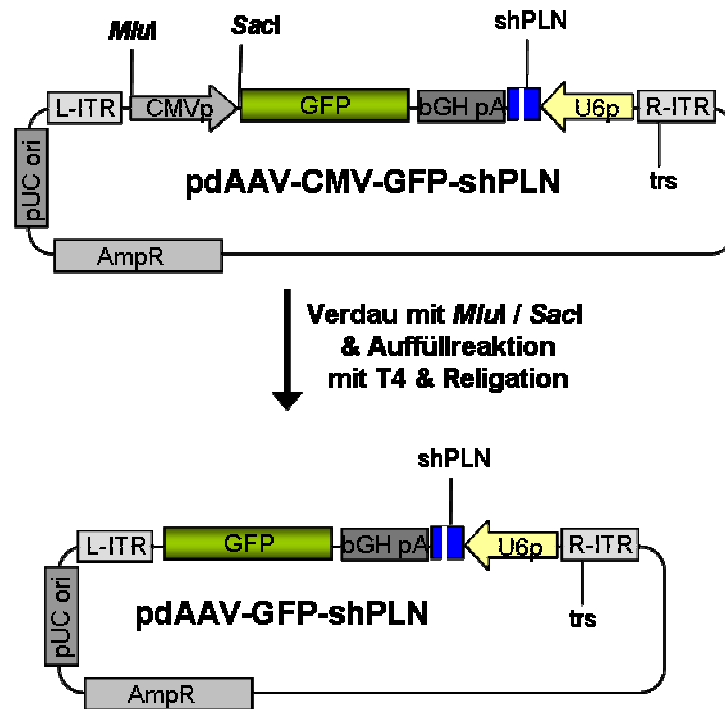 shPLN
MluI
SacI
L-ITR
CMVp
GFP
bGH pA
U6p
R-ITR
pUC ori
pdAAV-CMV-GFP-shPLN
trs
AmpR
Verdau mit MluI / SacI
& Auffüllreaktion
mit T4 & Religation
shPLN
L-ITR
GFP
bGH pA
U6p
R-ITR
pUC ori
pdAAV-GFP-shPLN
trs
AmpR